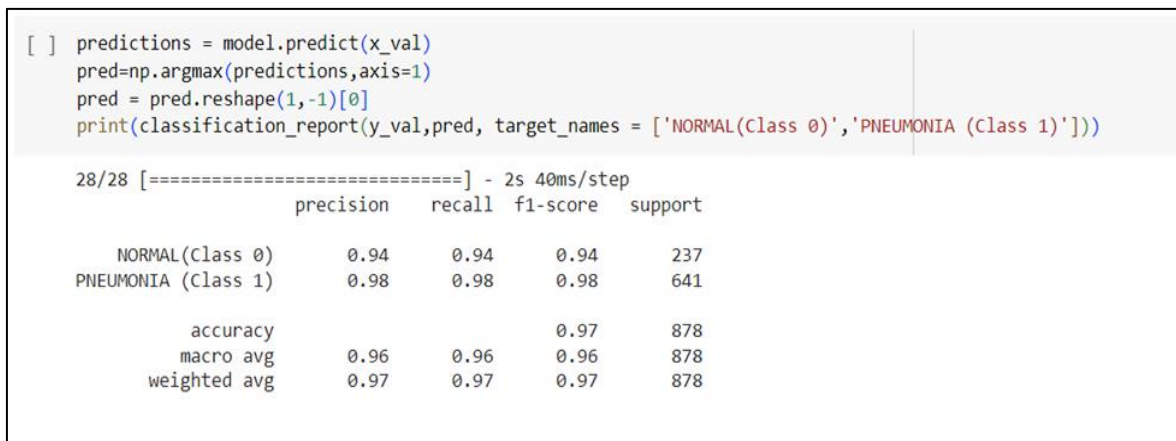 [ ] predictions = model.predict(x_val)
pred=np.argmax(predictions,axis=1)
pred = pred.reshape(1,-1)[0]
print(classification_report(y_val,pred, target_names = ['NORMAL(Class 0)','PNEUMONIA (Class 1)']))
28/28 [==============================] - 2s 40ms/step
precision recall f1-score support
NORMAL(Class 0) 0.94 0.94 0.94 237
PNEUMONIA (Class 1) 0.98 0.98 0.98 641
accuracy 0.97 878
macro avg 0.96 0.96 0.96 878
weighted avg 0.97 0.97 0.97 878